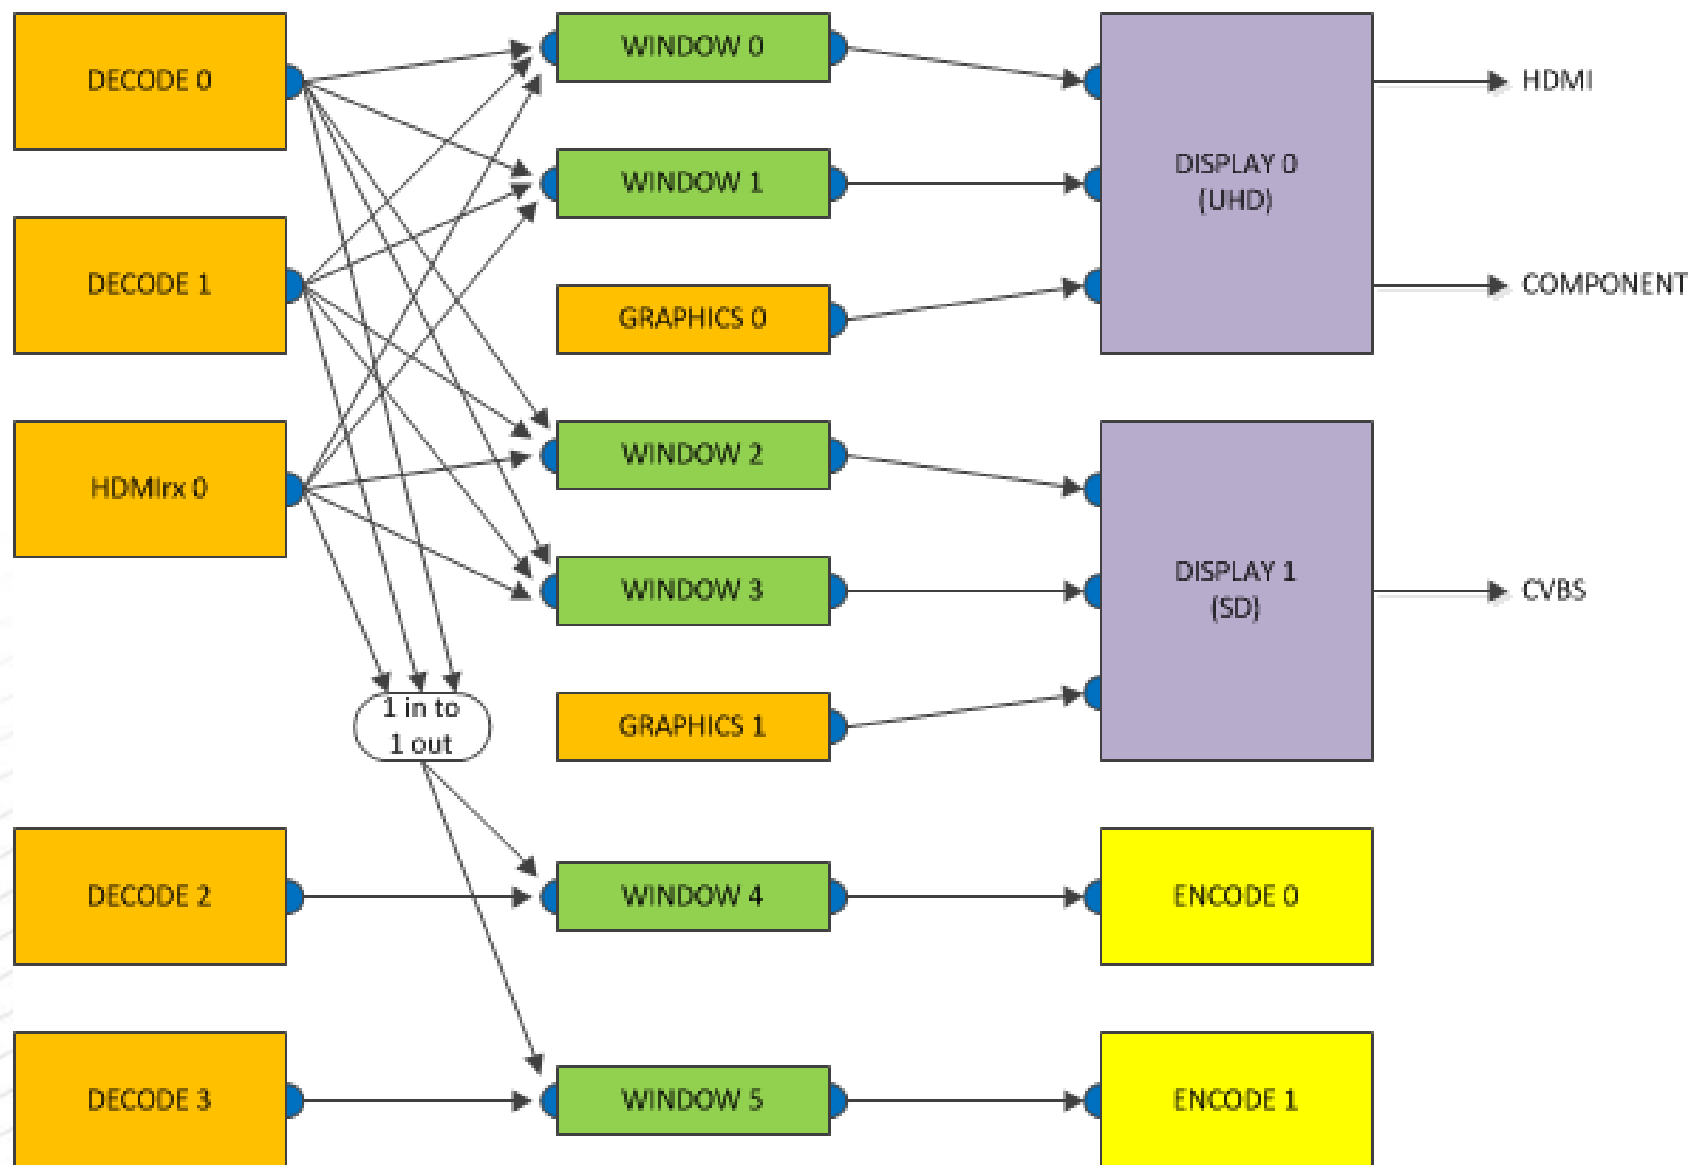 DECODE 0
WINDOW 0
HDMI
DISPLAY 0
(UHD)
WINDOW 1
DECODE 1
GRAPHICS 0
COMPONENT
HDMIrx 0
WINDOW 2
WINDOW 3
DISPLAY 1
(SD)
CVBS
1 in to
1 out
GRAPHICS 1
DECODE 2
WINDOW 4
ENCODE 0
DECODE 3
WINDOW 5
ENCODE 1